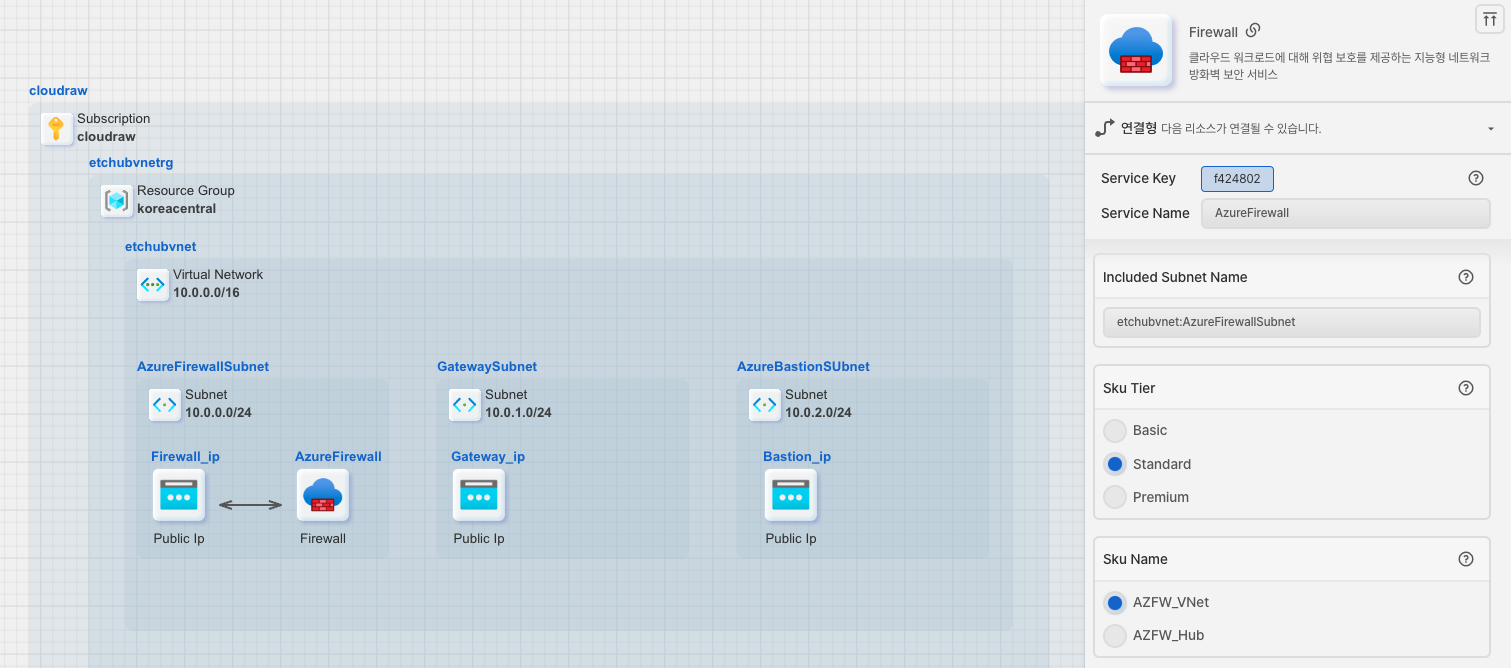 cloudraw
Subscription
cloudraw
etchubvnetrg
Resource Group
koreacentral
etchubvnet
Virtual Network
10.0.0.0/16
AzureFirewallSubnet
Subnet
10.0.0.0/24
Firewall_ip
Public Ip
AzureFirewall
Firewall
GatewaySubnet
Subnet
10.0.1.0/24
Gateway_ip
Public Ip
AzureBastionSUbnet
Subnet
10.0.2.0/24
Bastion_ip
Public Ip
Firewall
클라우드 워크로드에 대해 위협 보호를 제공하는 지능형 네트워크
방화벽 보안 서비스
연결형 다음 리소스가 연결될 수 있습니다.
Service Key f424802
Service Name AzureFirewall
Included Subnet Name
etchubvnet:AzureFirewallSubnet
Sku Tier
Basic
Standard
Premium
Sku Name
AZFW_VNet
AZFW_Hub